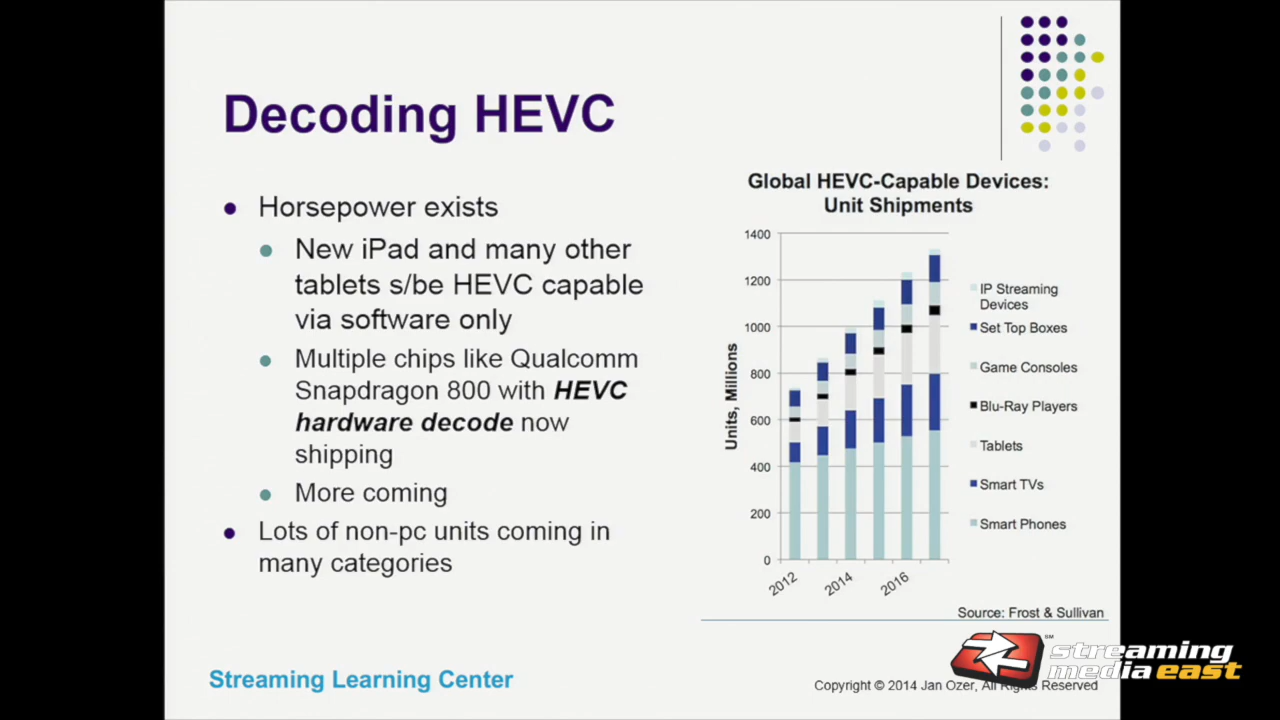 Decoding HEVC
Horsepower exists
New iPad and many other
tablets s/be HEVC capable
via software only
Multiple chips like Qualcomm
Snapdragon 800 with HEVC
hardware decode now
shipping
More coming
Lots of non-pc units coming in
many categories
Global HEVC-Capable Devices:
Unit Shipments
Units, Millions
1400
1200
1000
800
600
400
200
0
2012
2014
2016
IP Streaming
Devices
Set Top Boxes
Game Consoles
Blu-Ray Players
Tablets
Smart TVs
Smart Phones
Source: Frost & Sullivan
Streaming Learning Center
Copyright © 2014 Jan Ozer, All Rights Reserved
SM
streaming
media east